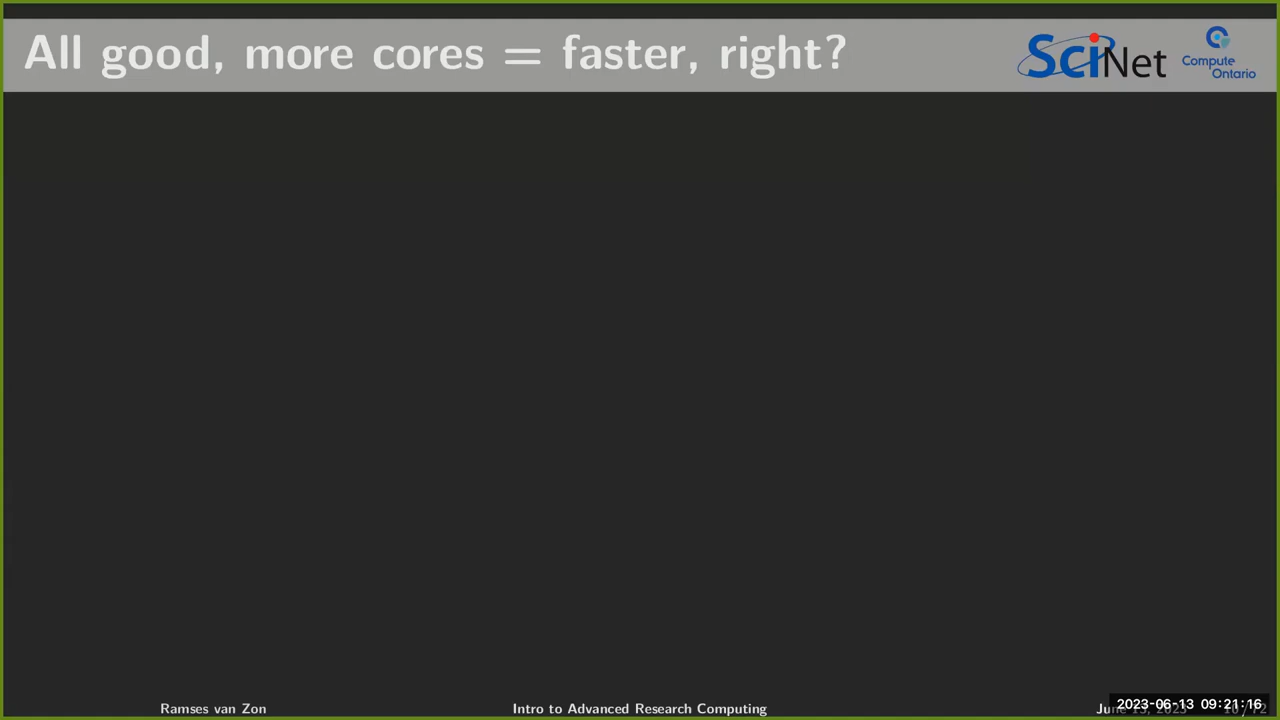 All good, more cores = faster, right?
SciNet
Compute
Ontario
Ramses van Zon
Intro to Advanced Research Computing
2023-06-13 09:21:16